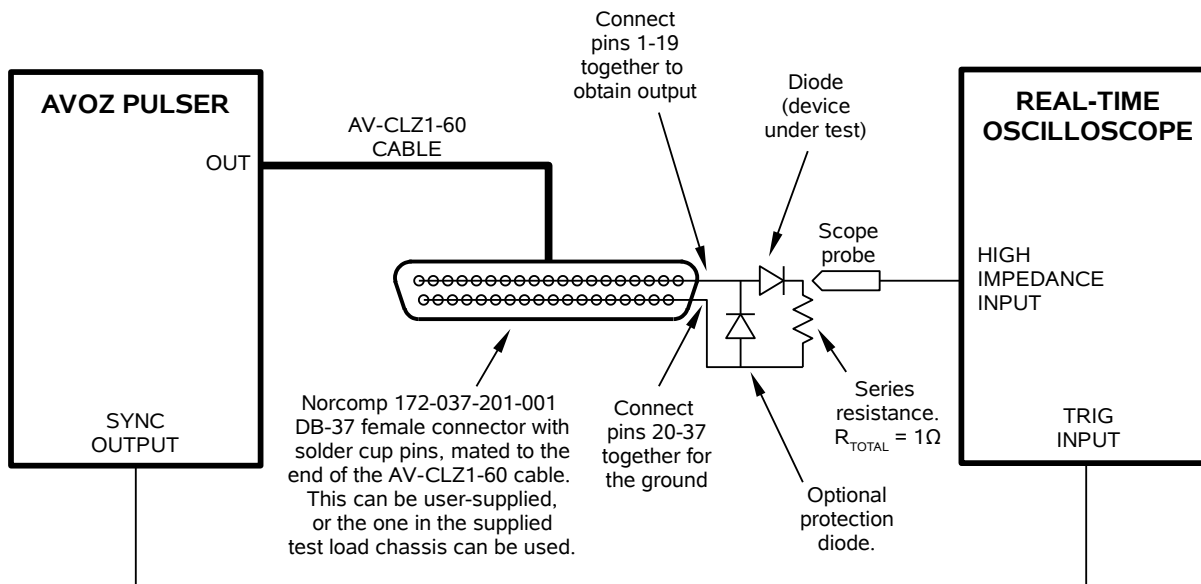 AVOZ PULSER
OUT
SYNC
OUTPUT
AV-CLZ1-60
CABLE
Connect
pins 1-19
together to
obtain output
Diode
(device
under test)
Scope
probe
REAL-TIME
OSCILLOSCOPE
HIGH
IMPEDANCE
INPUT
TRIG
INPUT
Norcomp 172-037-201-001
DB-37 female connector with
solder cup pins, mated to the
end of the AV-CLZ1-60 cable.
This can be user-supplied,
or the one in the supplied
test load chassis can be used.
Connect
pins 20-37
together for
the ground
Series
resistance.
R_TOTAL = 1Ω
Optional
protection
diode.